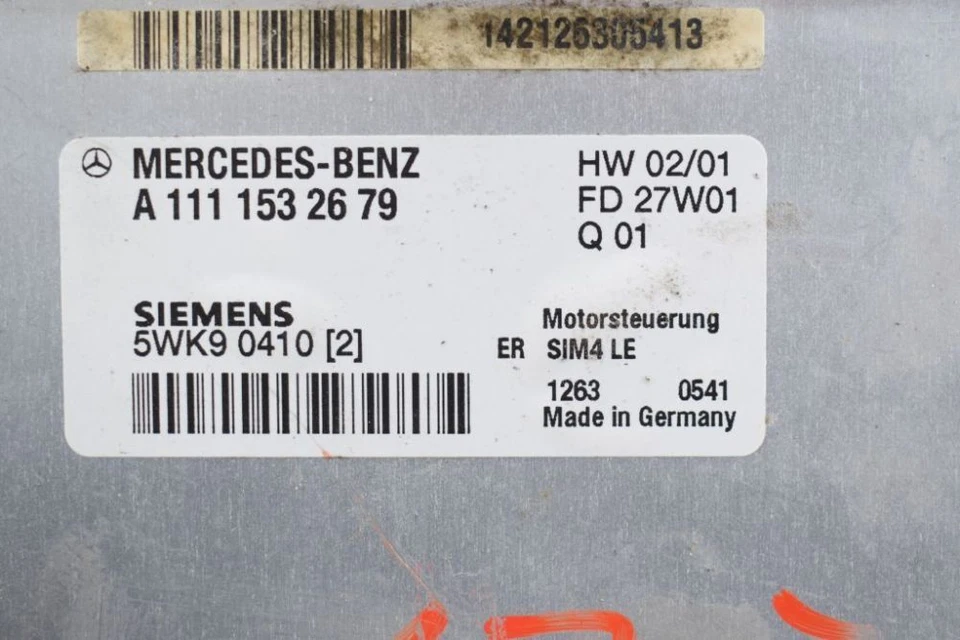 142126305413
MERCEDES-BENZ
A 111 153 26 79
HW 02/01
FD 27W01
Q 01
SIEMENS
5WK9 0410 [2]
Motorsteuerung
ER SIM4 LE
1263 0541
Made in Germany